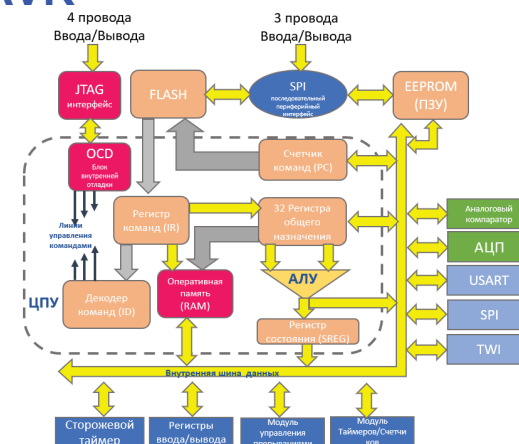 4 провода
Ввода/Вывода
3 провода
Ввода/Вывода
JTAG
интерфейс
FLASH
SPI
последовательный
периферийный
интерфейс
EEPROM
(ПЗУ)
OCD
Блок
внутренней
отладки
Счетчик
команд (PC)
Линии
управления
командами
Регистр
команд (IR)
32 Регистра
общего
назначения
Аналоговый
компаратор
АЦП
USART
SPI
TWI
ЦПУ
Декодер
команд (ID)
Оперативная
память
(RAM)
АЛУ
Регистр
состояния (SREG)
Внутренняя шина данных
Сторожевой
таймер
Регистры
ввода/вывода
Модуль
управления
прерываниями
Модуль
Таймеров/Счетчи
ков